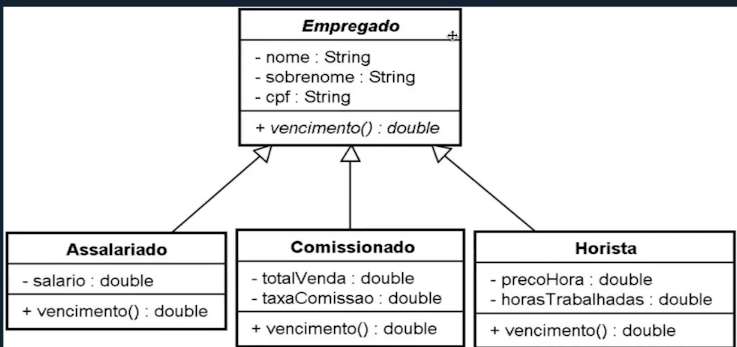 Empregado
- nome : String
- sobrenome : String
- cpf : String
+ vencimento() : double
Assalariado
- salario : double
+ vencimento() : double
Comissionado
- totalVenda : double
- taxaComissao : double
+ vencimento() : double
Horista
- precoHora : double
- horasTrabalhadas : double
+ vencimento() : double